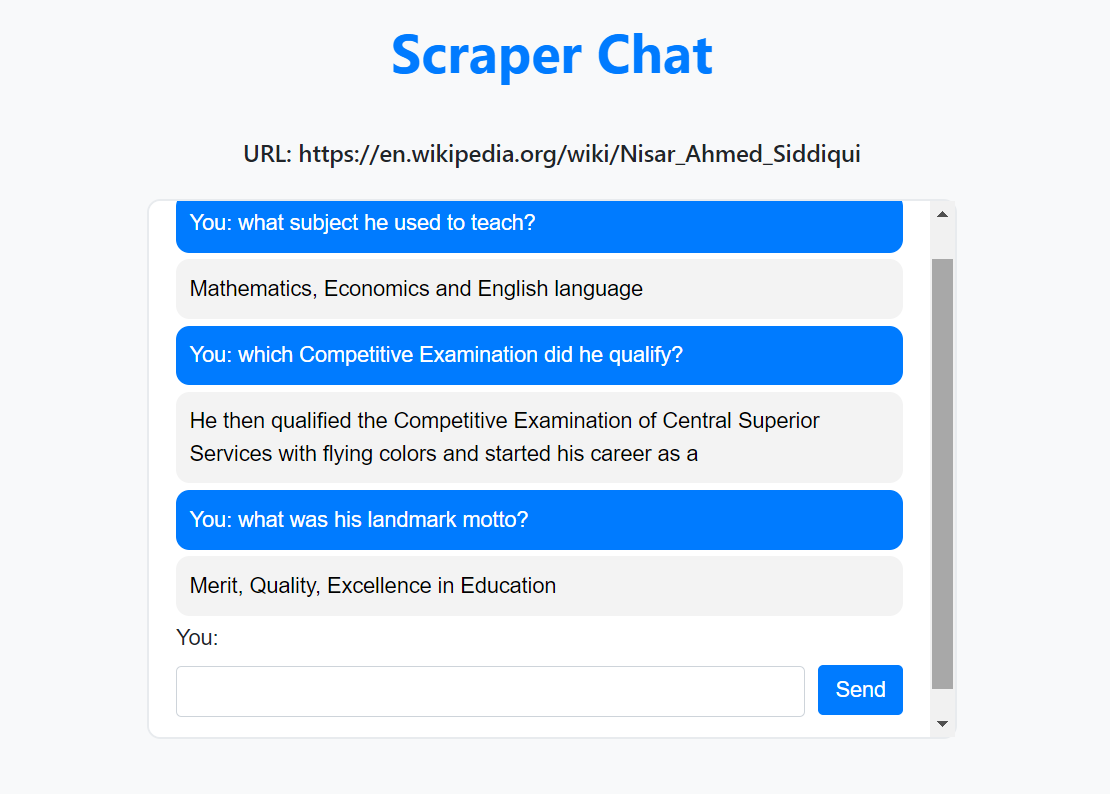 Scraper Chat
URL: https://en.wikipedia.org/wiki/Nisar_Ahmed_Siddiqui
You: what subject he used to teach?
Mathematics, Economics and English language
You: which Competitive Examination did he qualify?
He then qualified the Competitive Examination of Central Superior
Services with flying colors and started his career as a
You: what was his landmark motto?
Merit, Quality, Excellence in Education
You:
Send